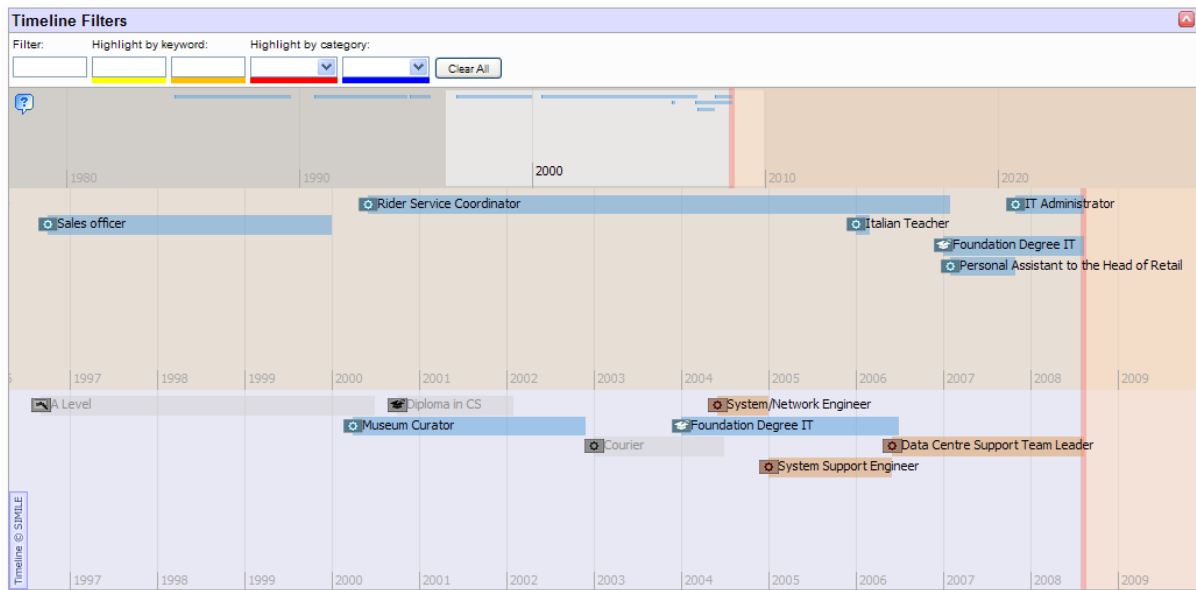 Timeline Filters
Filter: Highlight by keyword: Highlight by category:
Clear All
?
1980 1990 2000 2010 2020
Rider Service Coordinator IT Administrator
Sales officer Italian Teacher
Foundation Degree IT
Personal Assistant to the Head of Retail
1997 1998 1999 2000 2001 2002 2003 2004 2005 2006 2007 2008 2009
A Level Diploma in CS System/Network Engineer
Museum Curator Foundation Degree IT
Courier Data Centre Support Team Leader
System Support Engineer
Timeline © SIMILE
1997 1998 1999 2000 2001 2002 2003 2004 2005 2006 2007 2008 2009